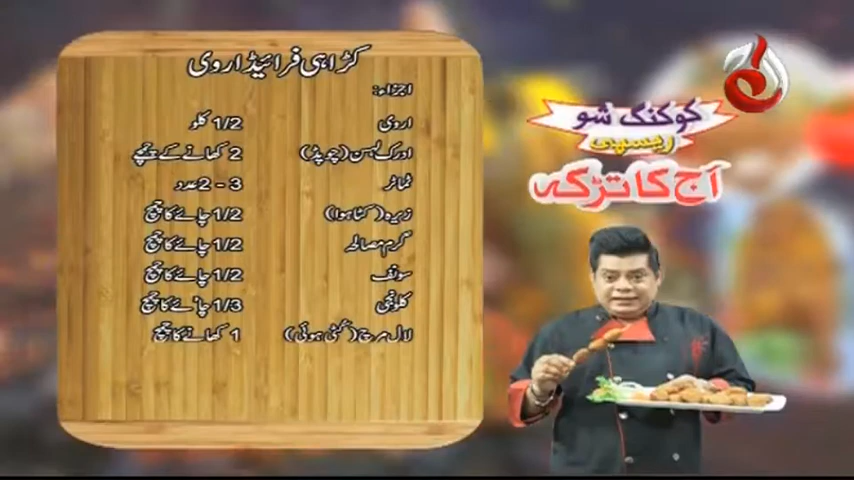 کڑاہی فرائیڈ اروی
اجزاء:
اروی 1/2 کلو
ادرک لہسن (چوپڈ) 2 کھانے کے چمچے
ٹماٹر 3 - 2 عدد
زیرہ (کٹا ہوا) 1/2 چائے کا چمچ
گرم مصالحہ 1/2 چائے کا چمچ
سونف 1/2 چائے کا چمچ
کلونجی 1/3 چائے کا چمچ
لال مرچ (کٹی ہوئی) 1 کھانے کا چمچ
کوکنگ شو
ریسیپی
آج کا تڑکہ